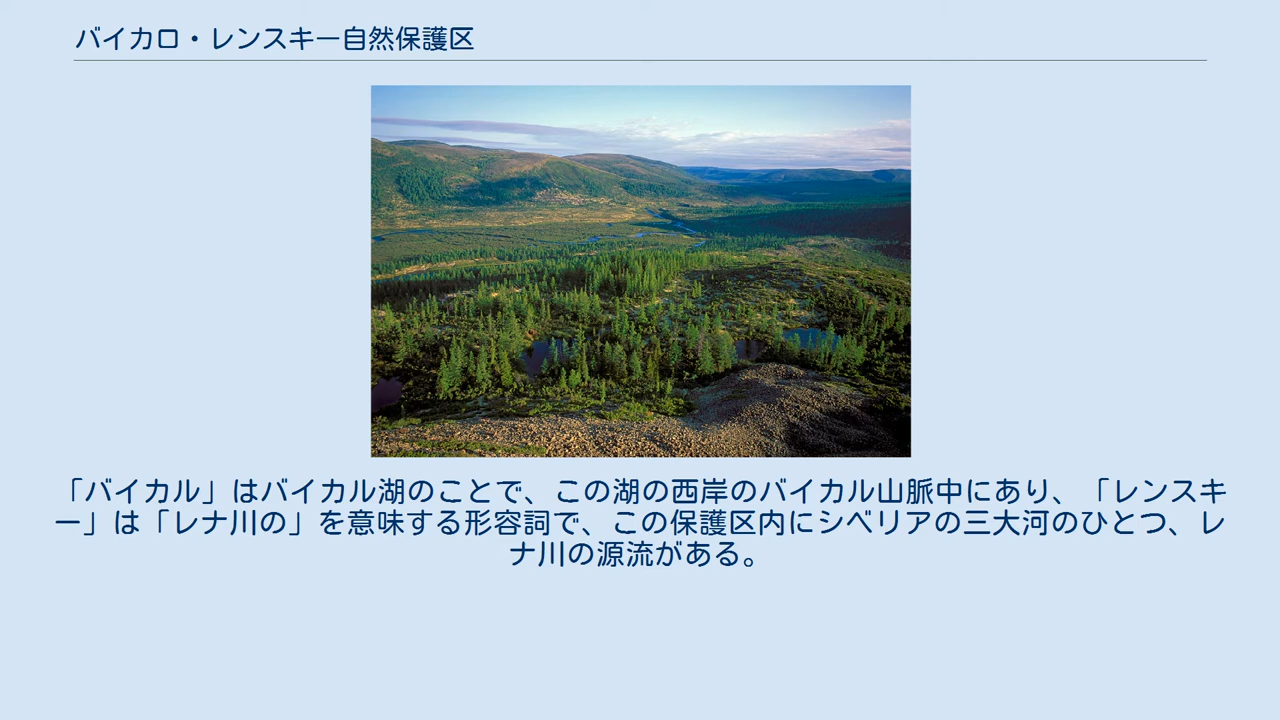 バイカロ・レンスキー自然保護区
「バイカル」はバイカル湖のことで、この湖の西岸のバイカル山脈中にあり、「レンスキ
ー」は「レナ川の」を意味する形容詞で、この保護区内にシベリアの三大河のひとつ、レ
ナ川の源流がある。